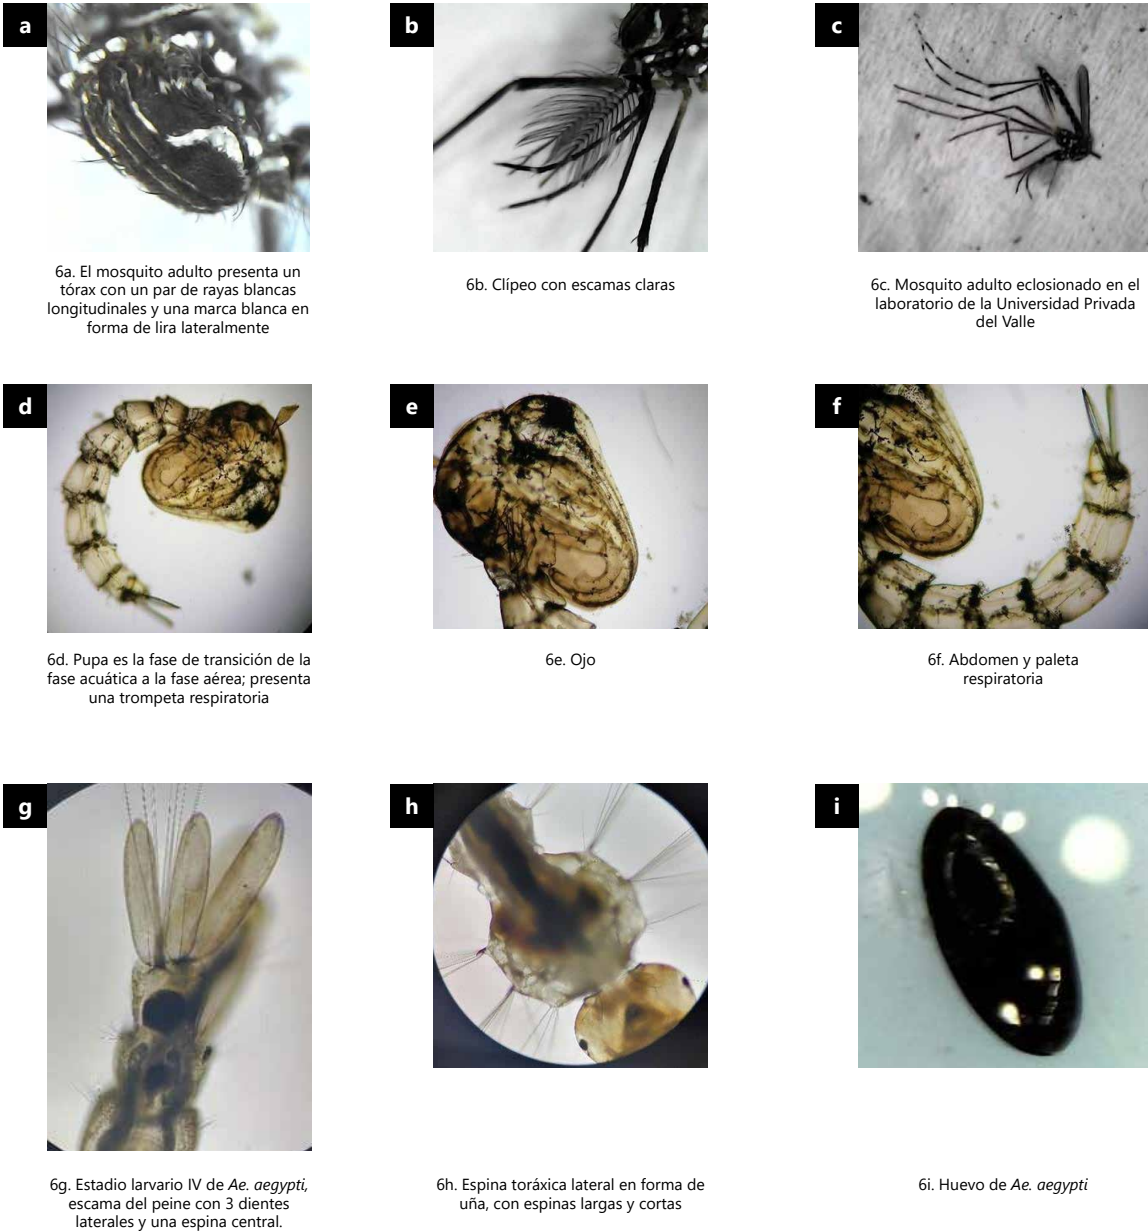 a
b
c
6a. El mosquito adulto presenta un
tórax con un par de rayas blancas
longitudinales y una marca blanca en
forma de lira lateralmente
6b. Clípeo con escamas claras
6c. Mosquito adulto eclosionado en el
laboratorio de la Universidad Privada
del Valle
d
e
f
6d. Pupa es la fase de transición de la
fase acuática a la fase aérea; presenta
una trompeta respiratoria
6e. Ojo
6f. Abdomen y paleta
respiratoria
g
h
i
6g. Estadio larvario IV de Ae. aegypti,
escama del peine con 3 dientes
laterales y una espina central.
6h. Espina toráxica lateral en forma de
uña, con espinas largas y cortas
6i. Huevo de Ae. aegypti